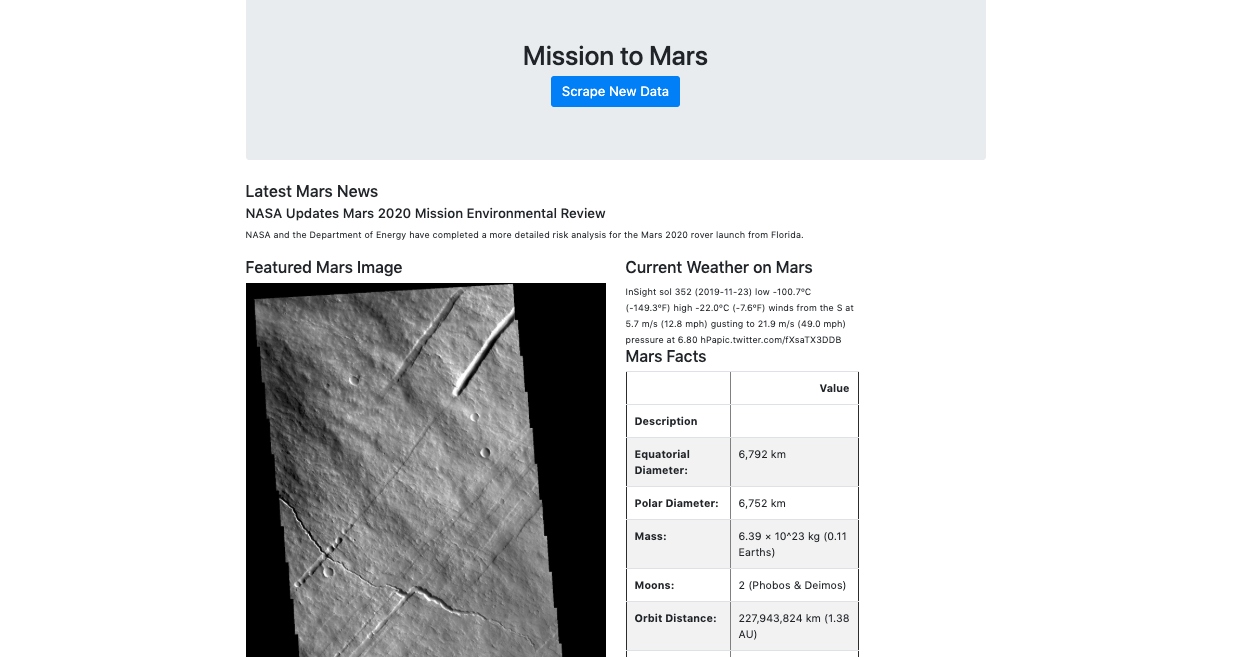 Mission to Mars
Scrape New Data
Latest Mars News
NASA Updates Mars 2020 Mission Environmental Review
NASA and the Department of Energy have completed a more detailed risk analysis for the Mars 2020 rover launch from Florida.
Featured Mars Image
Current Weather on Mars
InSight sol 352 (2019-11-23) low -100.7ºC
(-149.3ºF) high -22.0ºC (-7.6ºF) winds from the S at
5.7 m/s (12.8 mph) gusting to 21.9 m/s (49.0 mph)
pressure at 6.80 hPapic.twitter.com/fXsaTX3DDB
Mars Facts
Value
Description
Equatorial
Diameter:
6,792 km
Polar Diameter:
6,752 km
Mass:
6.39 × 10^23 kg (0.11
Earths)
Moons:
2 (Phobos & Deimos)
Orbit Distance:
227,943,824 km (1.38
AU)